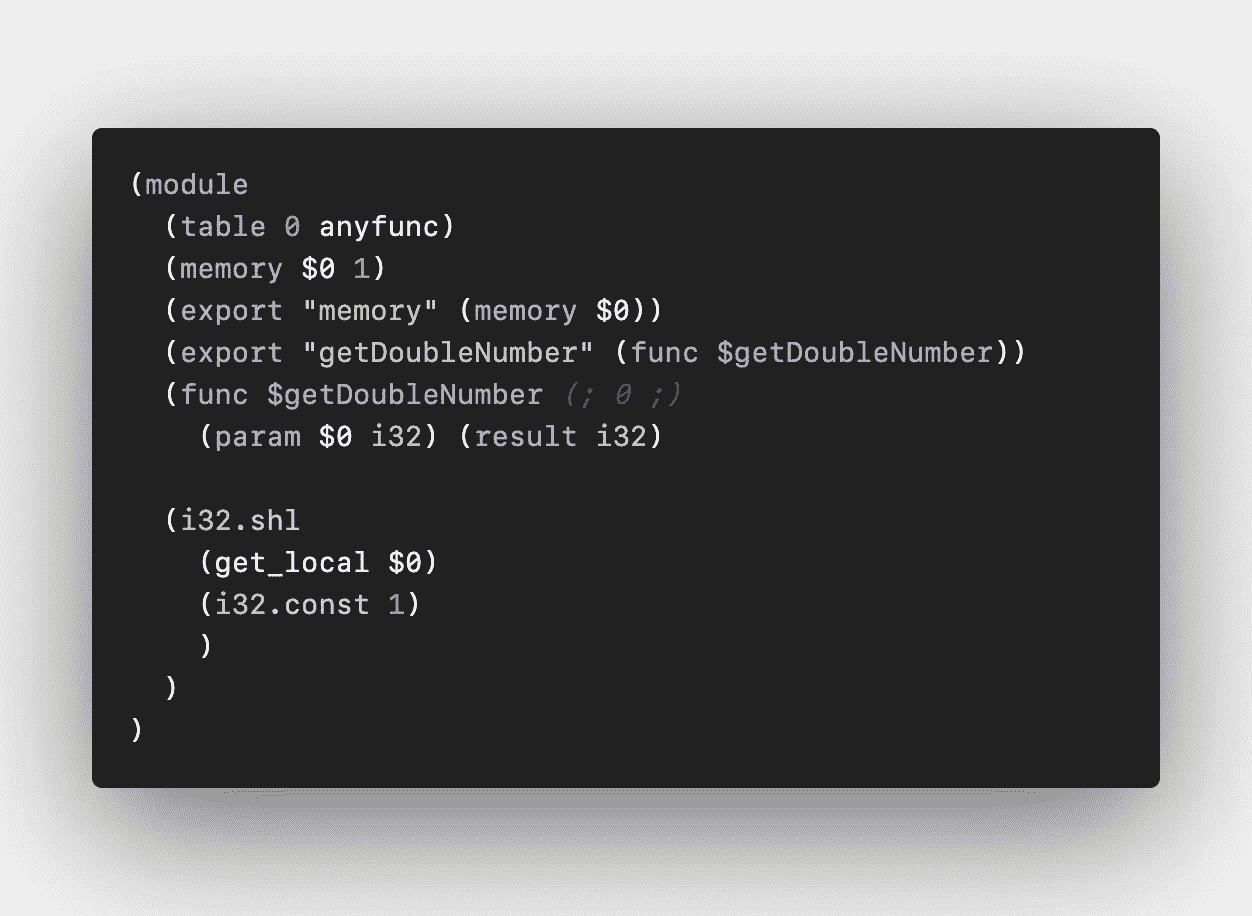 (module
  (table 0 anyfunc)
  (memory $0 1)
  (export "memory" (memory $0))
  (export "getDoubleNumber" (func $getDoubleNumber))
  (func $getDoubleNumber (; 0 ;)
    (param $0 i32) (result i32)

  (i32.shl
    (get_local $0)
    (i32.const 1)
    )
  )
)